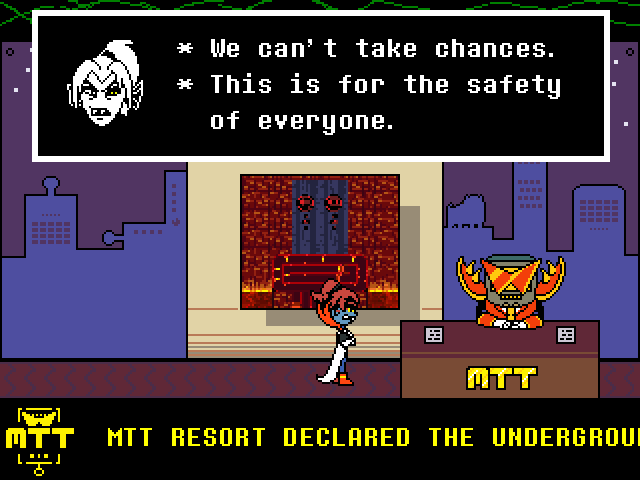 * We can't take chances.
* This is for the safety
of everyone.
MTT
MTT
MTT RESORT DECLARED THE UNDERGROU